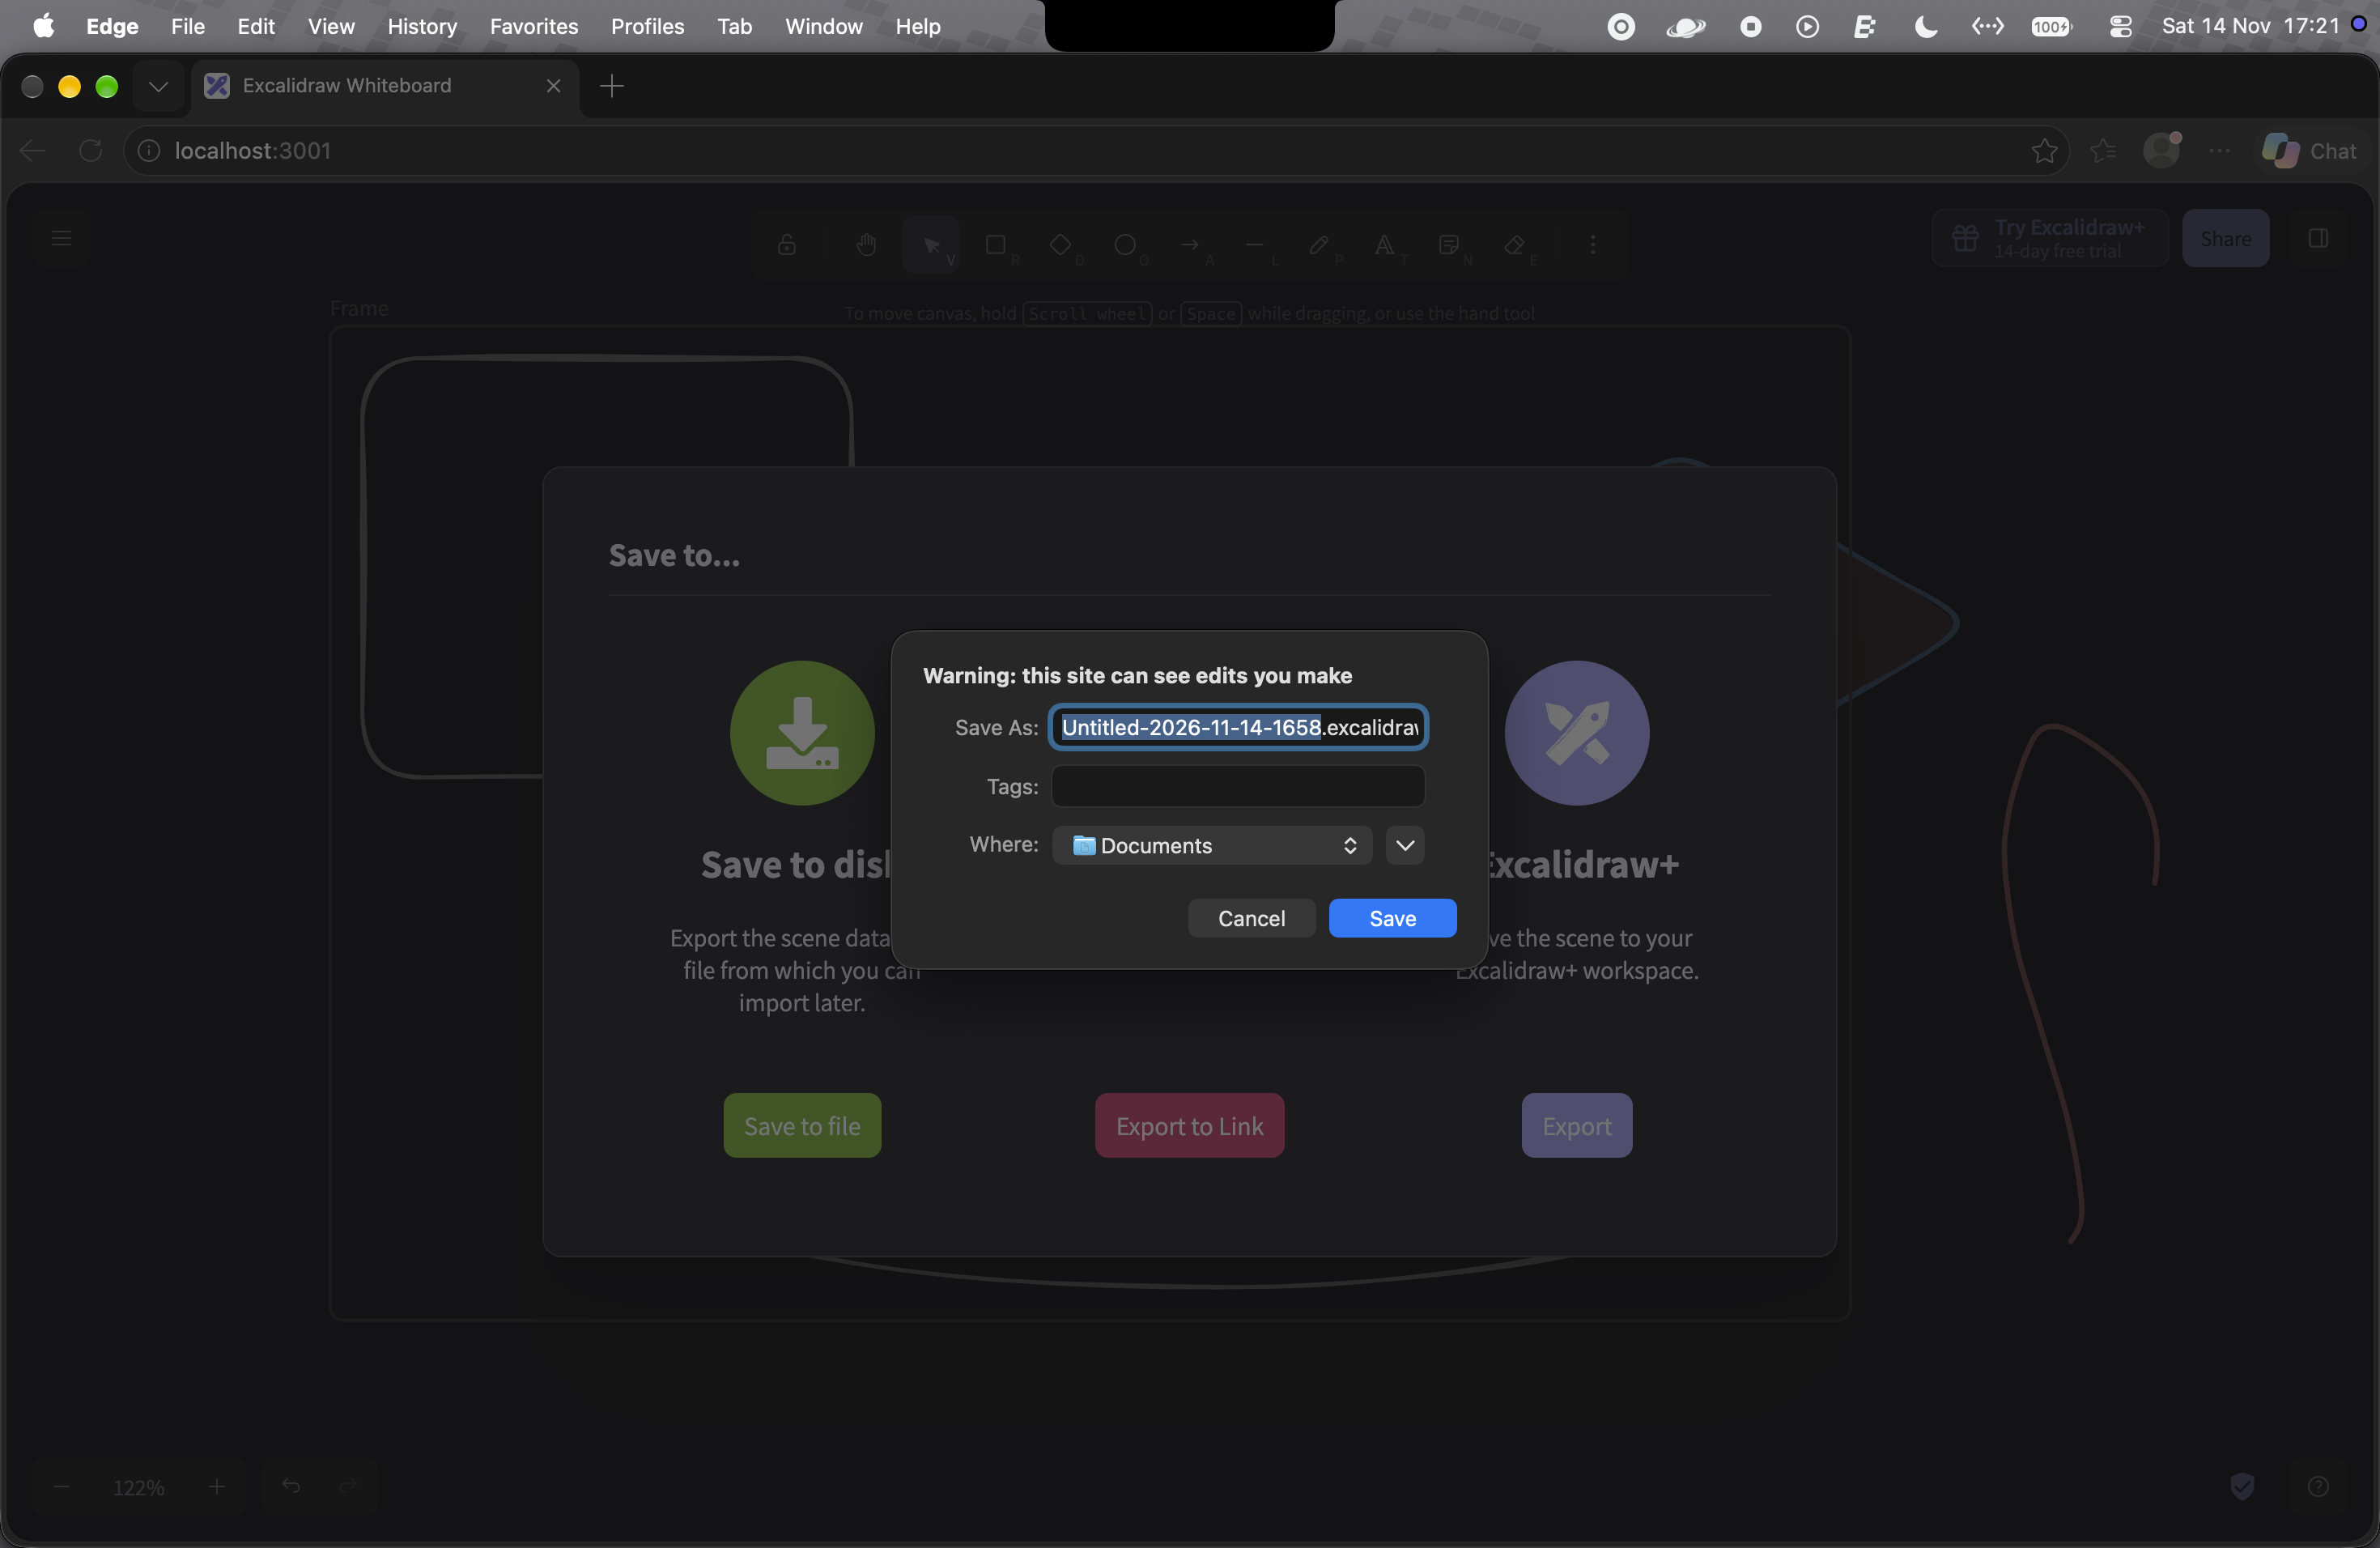 Edge File Edit View History Favorites Profiles Tab Window Help 100 Sat 14 Nov 17:21
Excalidraw Whiteboard
localhost:3001 Chat
V R D O A L P A T N E
Try Excalidraw+
14-day free trial
Share
Frame
To move canvas, hold Scroll wheel or Space while dragging, or use the hand tool
Save to...
Warning: this site can see edits you make
Save As: Untitled-2026-11-14-1658.excalidraw
Tags:
Where: Documents
Cancel Save
Save to disk
Export the scene data
file from which you can
import later.
Save to file
Export to Link
Excalidraw+
ve the scene to your
Excalidraw+ workspace.
Export
122%